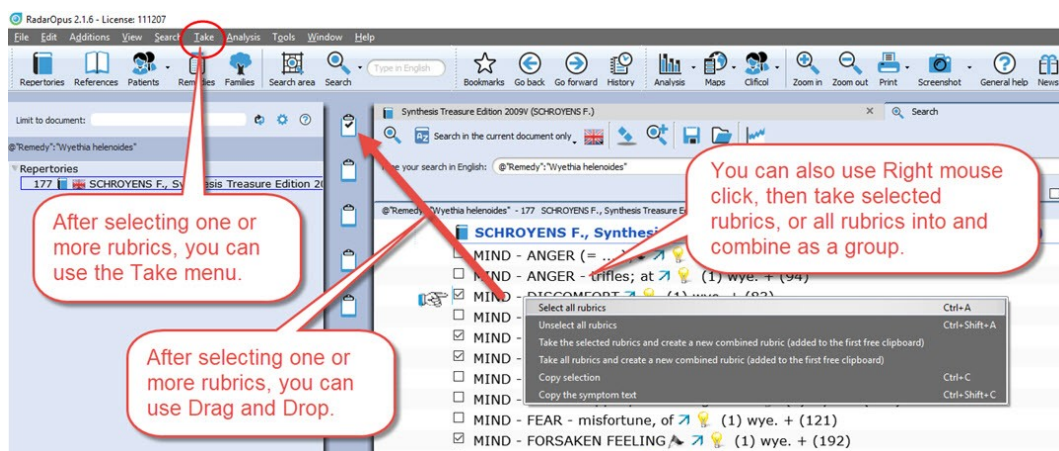 RadarOpus 2.1.6 - License: 111207
File Edit Additions View Search Take Analysis Tools Window Help
Repertories References Patients Remedies Families Search area Search Type in English Bookmarks Go back Go forward History Analysis Maps Clificol Zoom in Zoom out Print Screenshot General help News
Limit to document:
Synthesis Treasure Edition 2009V (SCHROYENS F.) Search
Search in the current document only
@"Remedy":"Wyethia helenoides"
your search in English: @"Remedy":"Wyethia helenoides"
Repertories
177 SCHROYENS F., Synthesis Treasure Edition
After selecting one or
more rubrics, you can
use the Take menu.
You can also use Right mouse
click, then take selected
rubrics, or all rubrics into and
combine as a group.
@"Remedy":"Wyethia helenoides" - 177 SCHROYENS F., Synthesis Treasure
SCHROYENS F.,
MIND - ANGER (=
MIND - ANGER - trifles; at (1) wye. + (94)
MIND - DISCOMFORT (1) wye. + (83)
MIND -
MIND -
MIND -
MIND -
Select all rubrics Ctrl+A
Unselect all rubrics Ctrl+Shift+A
Take the selected rubrics and create a new combined rubric (added to the first free clipboard)
Take all rubrics and create a new combined rubric (added to the first free clipboard)
Copy selection Ctrl+C
Copy the symptom text Ctrl+Shift+C
After selecting one or
more rubrics, you can
use Drag and Drop.
MIND - FEAR - misfortune, of (1) wye. + (121)
MIND - FORSAKEN FEELING (1) wye. + (192)